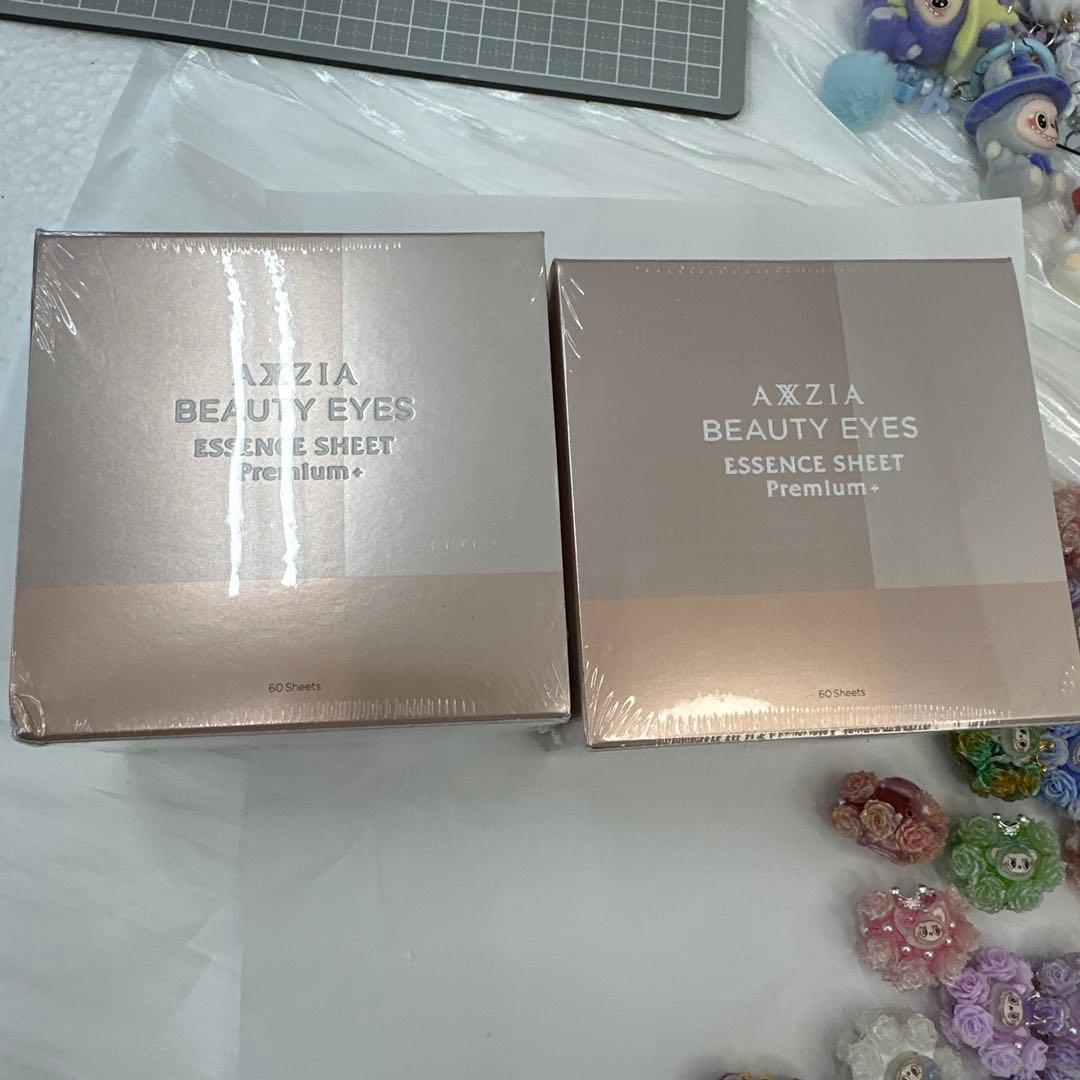 AXXZIA
BEAUTY EYES
ESSENCE SHEET
Premium+
60 Sheets
AXXZIA
BEAUTY EYES
ESSENCE SHEET
Premium+
60 Sheets